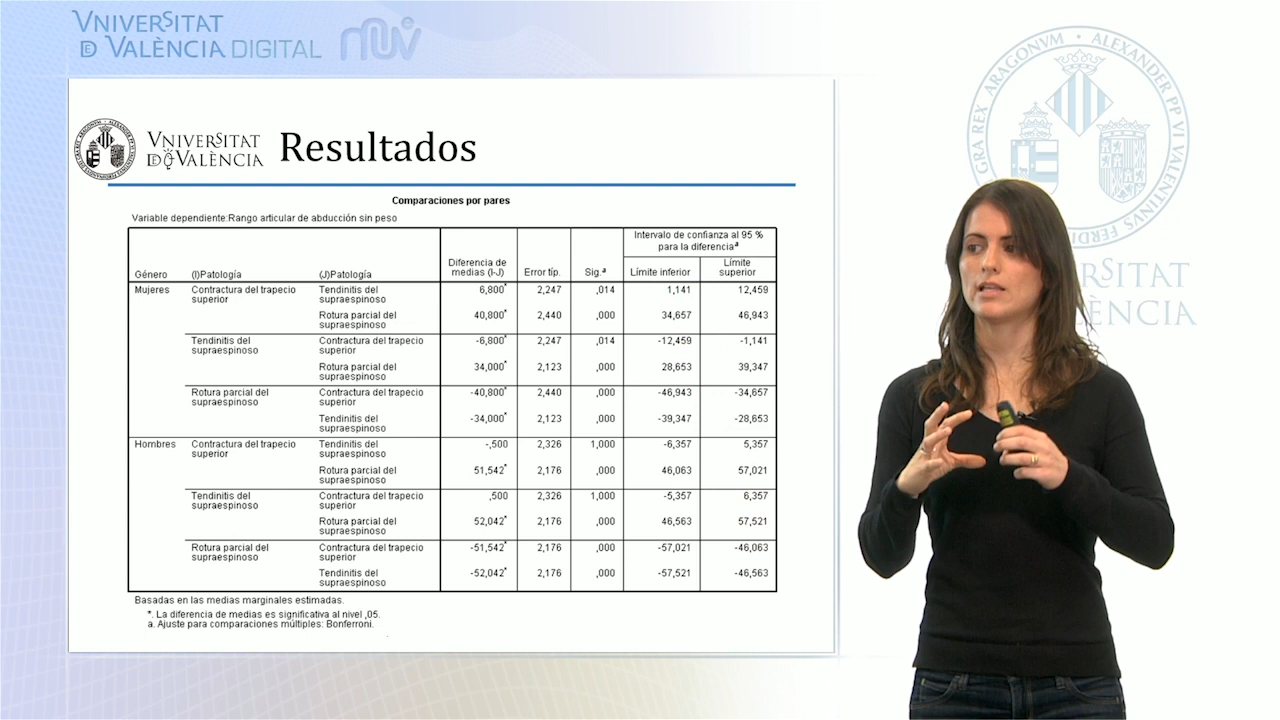 VNIVERSITAT
DE VALÈNCIA DIGITAL
VNIVERSITAT
DE VALÈNCIA
Resultados
Comparaciones por pares
Variable dependiente:Rango articular de abducción sin peso
Género (I)Patología (J)Patología Diferencia de medias (I-J) Error típ. Sig.a Intervalo de confianza al 95 % para la diferenciaa
Límite inferior Límite superior
Mujeres Contractura del trapecio superior Tendinitis del supraespinoso 6,800* 2,247 ,014 1,141 12,459
Rotura parcial del supraespinoso 40,800* 2,440 ,000 34,657 46,943
Tendinitis del supraespinoso Contractura del trapecio superior -6,800* 2,247 ,014 -12,459 -1,141
Rotura parcial del supraespinoso 34,000* 2,123 ,000 28,653 39,347
Rotura parcial del supraespinoso Contractura del trapecio superior -40,800* 2,440 ,000 -46,943 -34,657
Tendinitis del supraespinoso -34,000* 2,123 ,000 -39,347 -28,653
Hombres Contractura del trapecio superior Tendinitis del supraespinoso -,500 2,326 1,000 -6,357 5,357
Rotura parcial del supraespinoso 51,542* 2,176 ,000 46,063 57,021
Tendinitis del supraespinoso Contractura del trapecio superior ,500 2,326 1,000 -5,357 6,357
Rotura parcial del supraespinoso 52,042* 2,176 ,000 46,563 57,521
Rotura parcial del supraespinoso Contractura del trapecio superior -51,542* 2,176 ,000 -57,021 -46,063
Tendinitis del supraespinoso -52,042* 2,176 ,000 -57,521 -46,563
Basadas en las medias marginales estimadas.
*. La diferencia de medias es significativa al nivel ,05.
a. Ajuste para comparaciones múltiples: Bonferroni.
GRA REX ARAGONVM ALEXANDER PP VI VALENTINVS